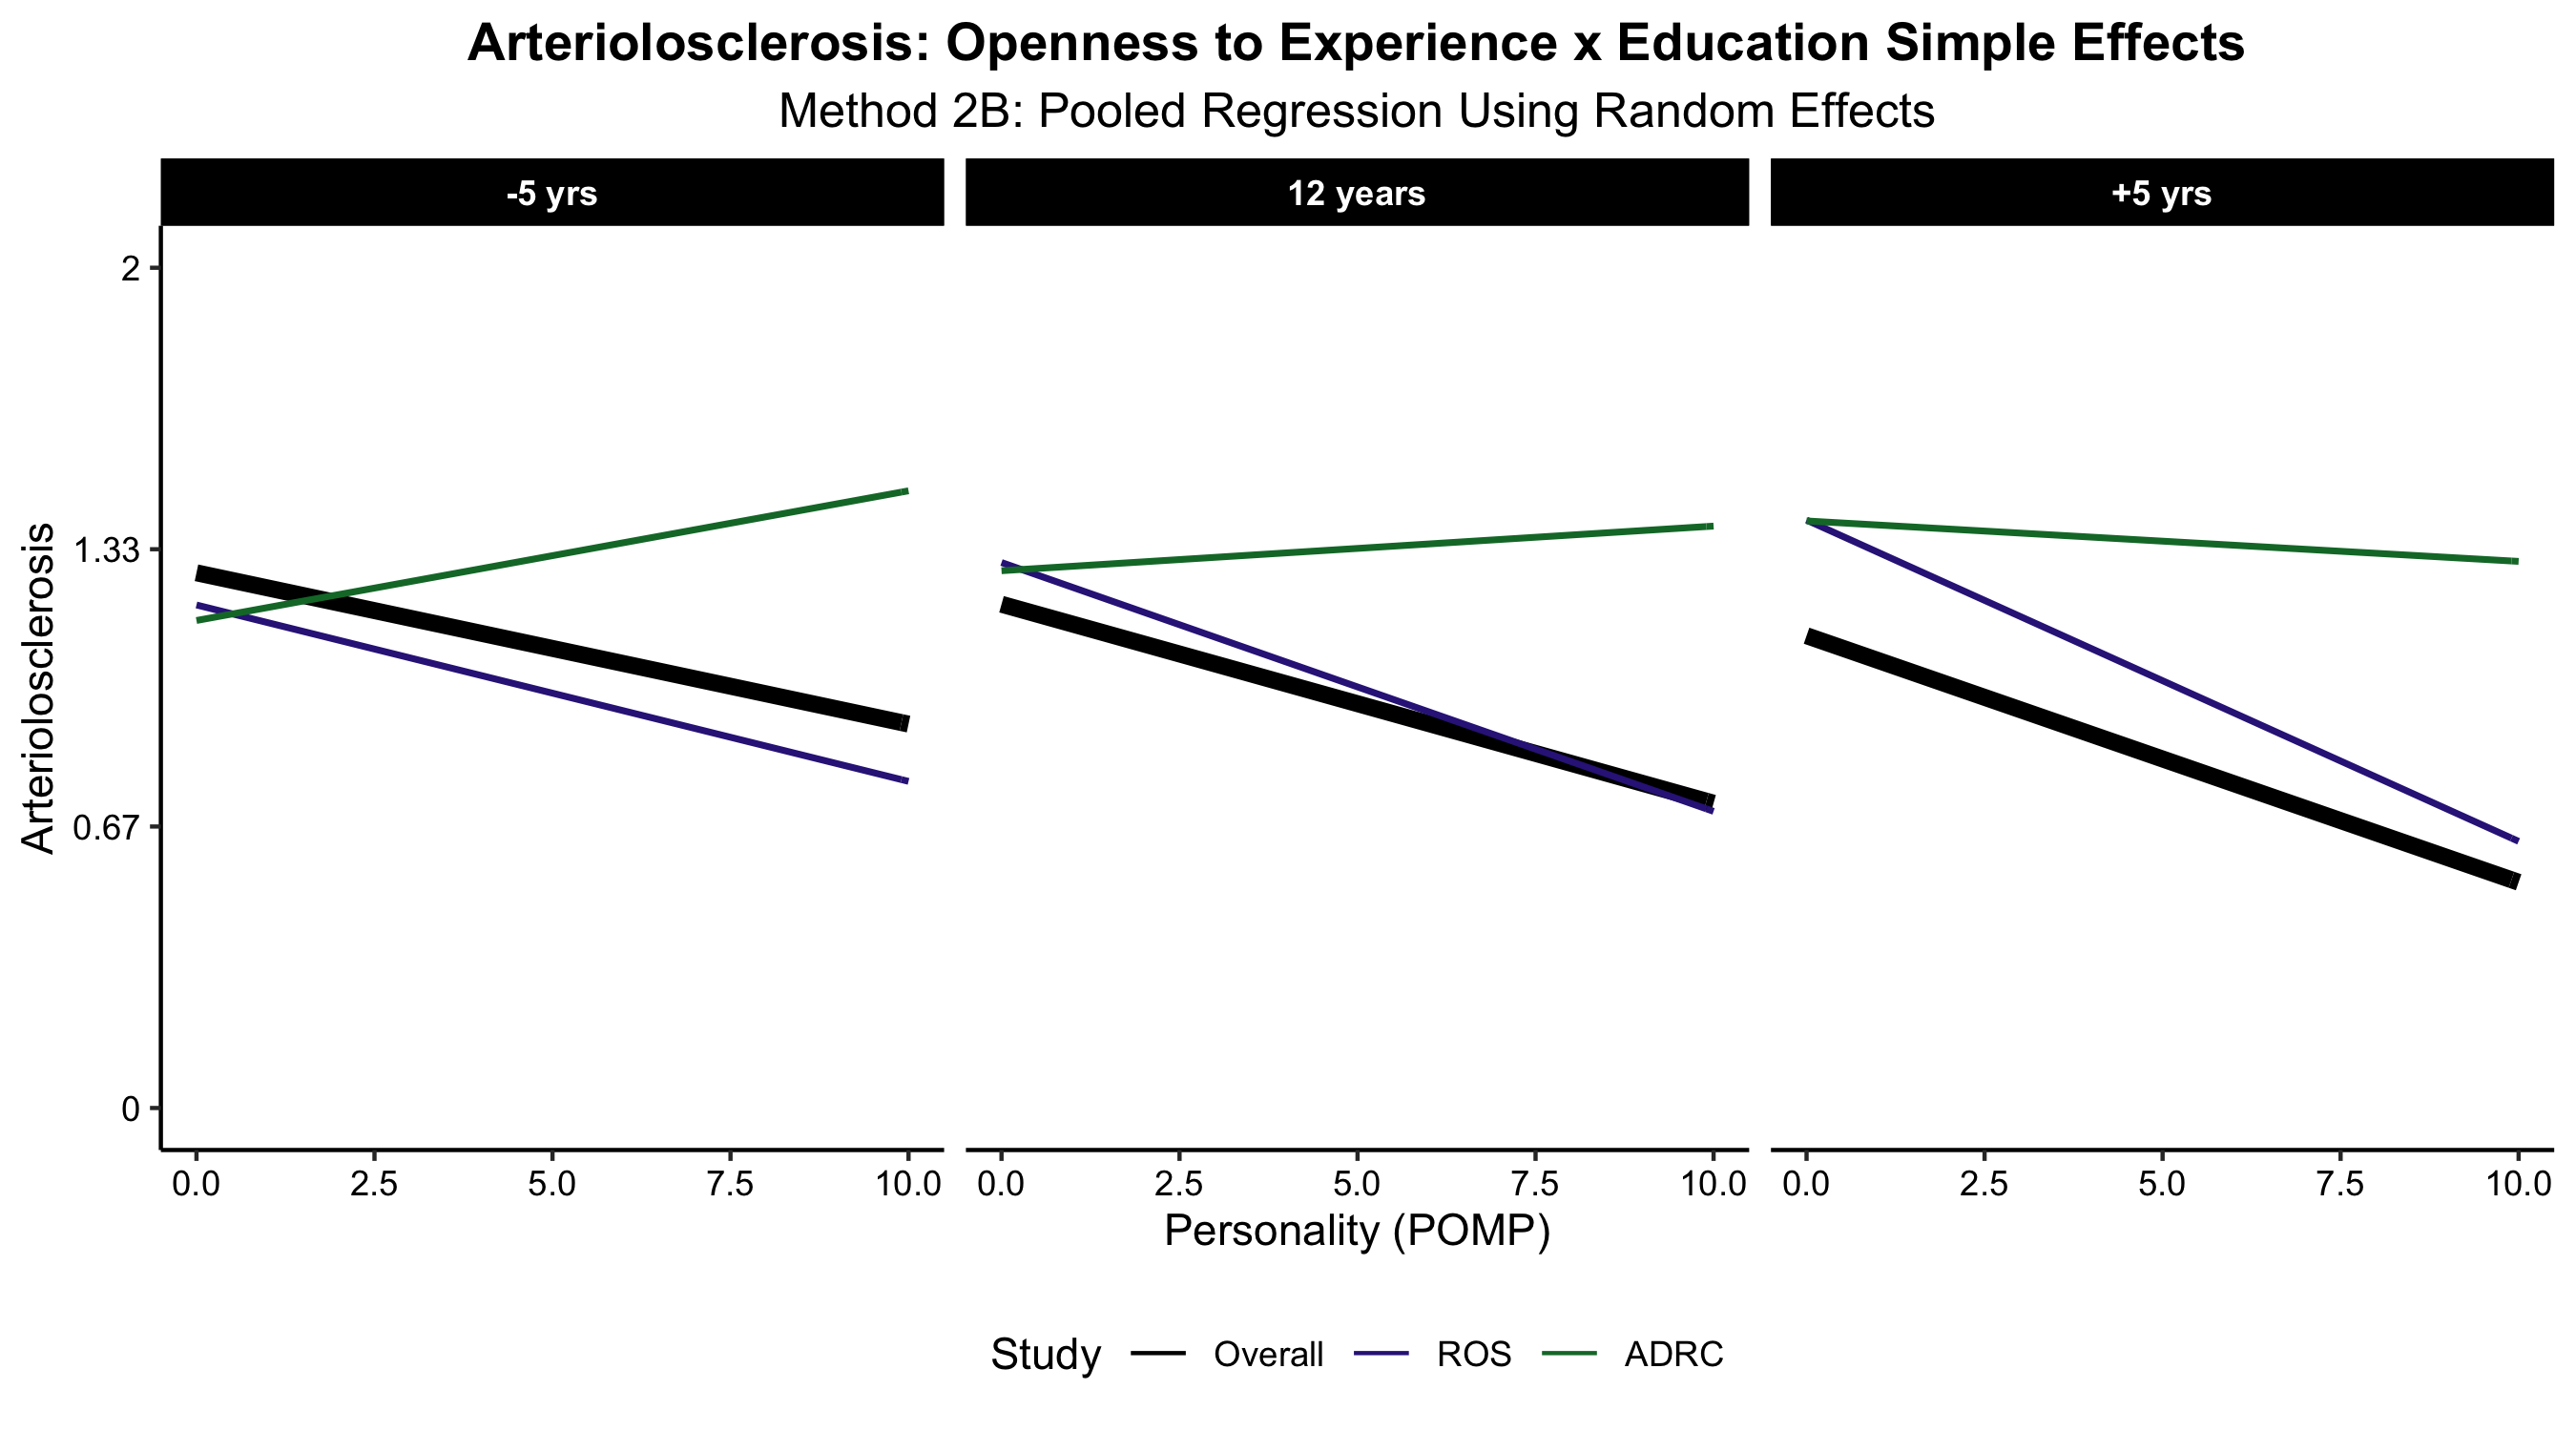 Arteriolosclerosis: Openness to Experience x Education Simple Effects
Method 2B: Pooled Regression Using Random Effects
-5 yrs 12 years +5 yrs
Arteriolosclerosis
2
1.33
0.67
0
0.0 2.5 5.0 7.5 10.0 0.0 2.5 5.0 7.5 10.0 0.0 2.5 5.0 7.5 10.0
Personality (POMP)
Study Overall ROS ADRC